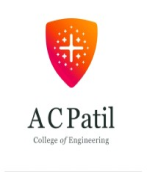 A C Patil
College of Engineering